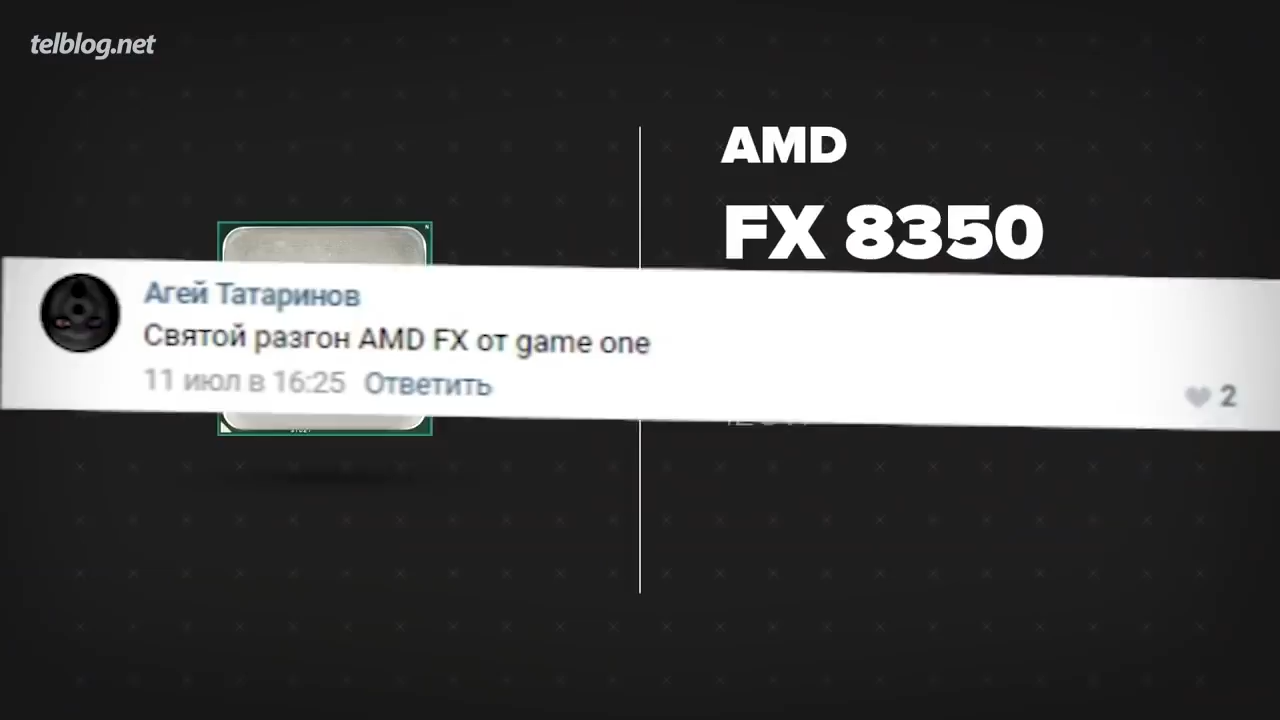 telblog.net
AMD
FX 8350
Агей Татаринов
Святой разгон AMD FX от game one
11 июл в 16:25 Ответить
2